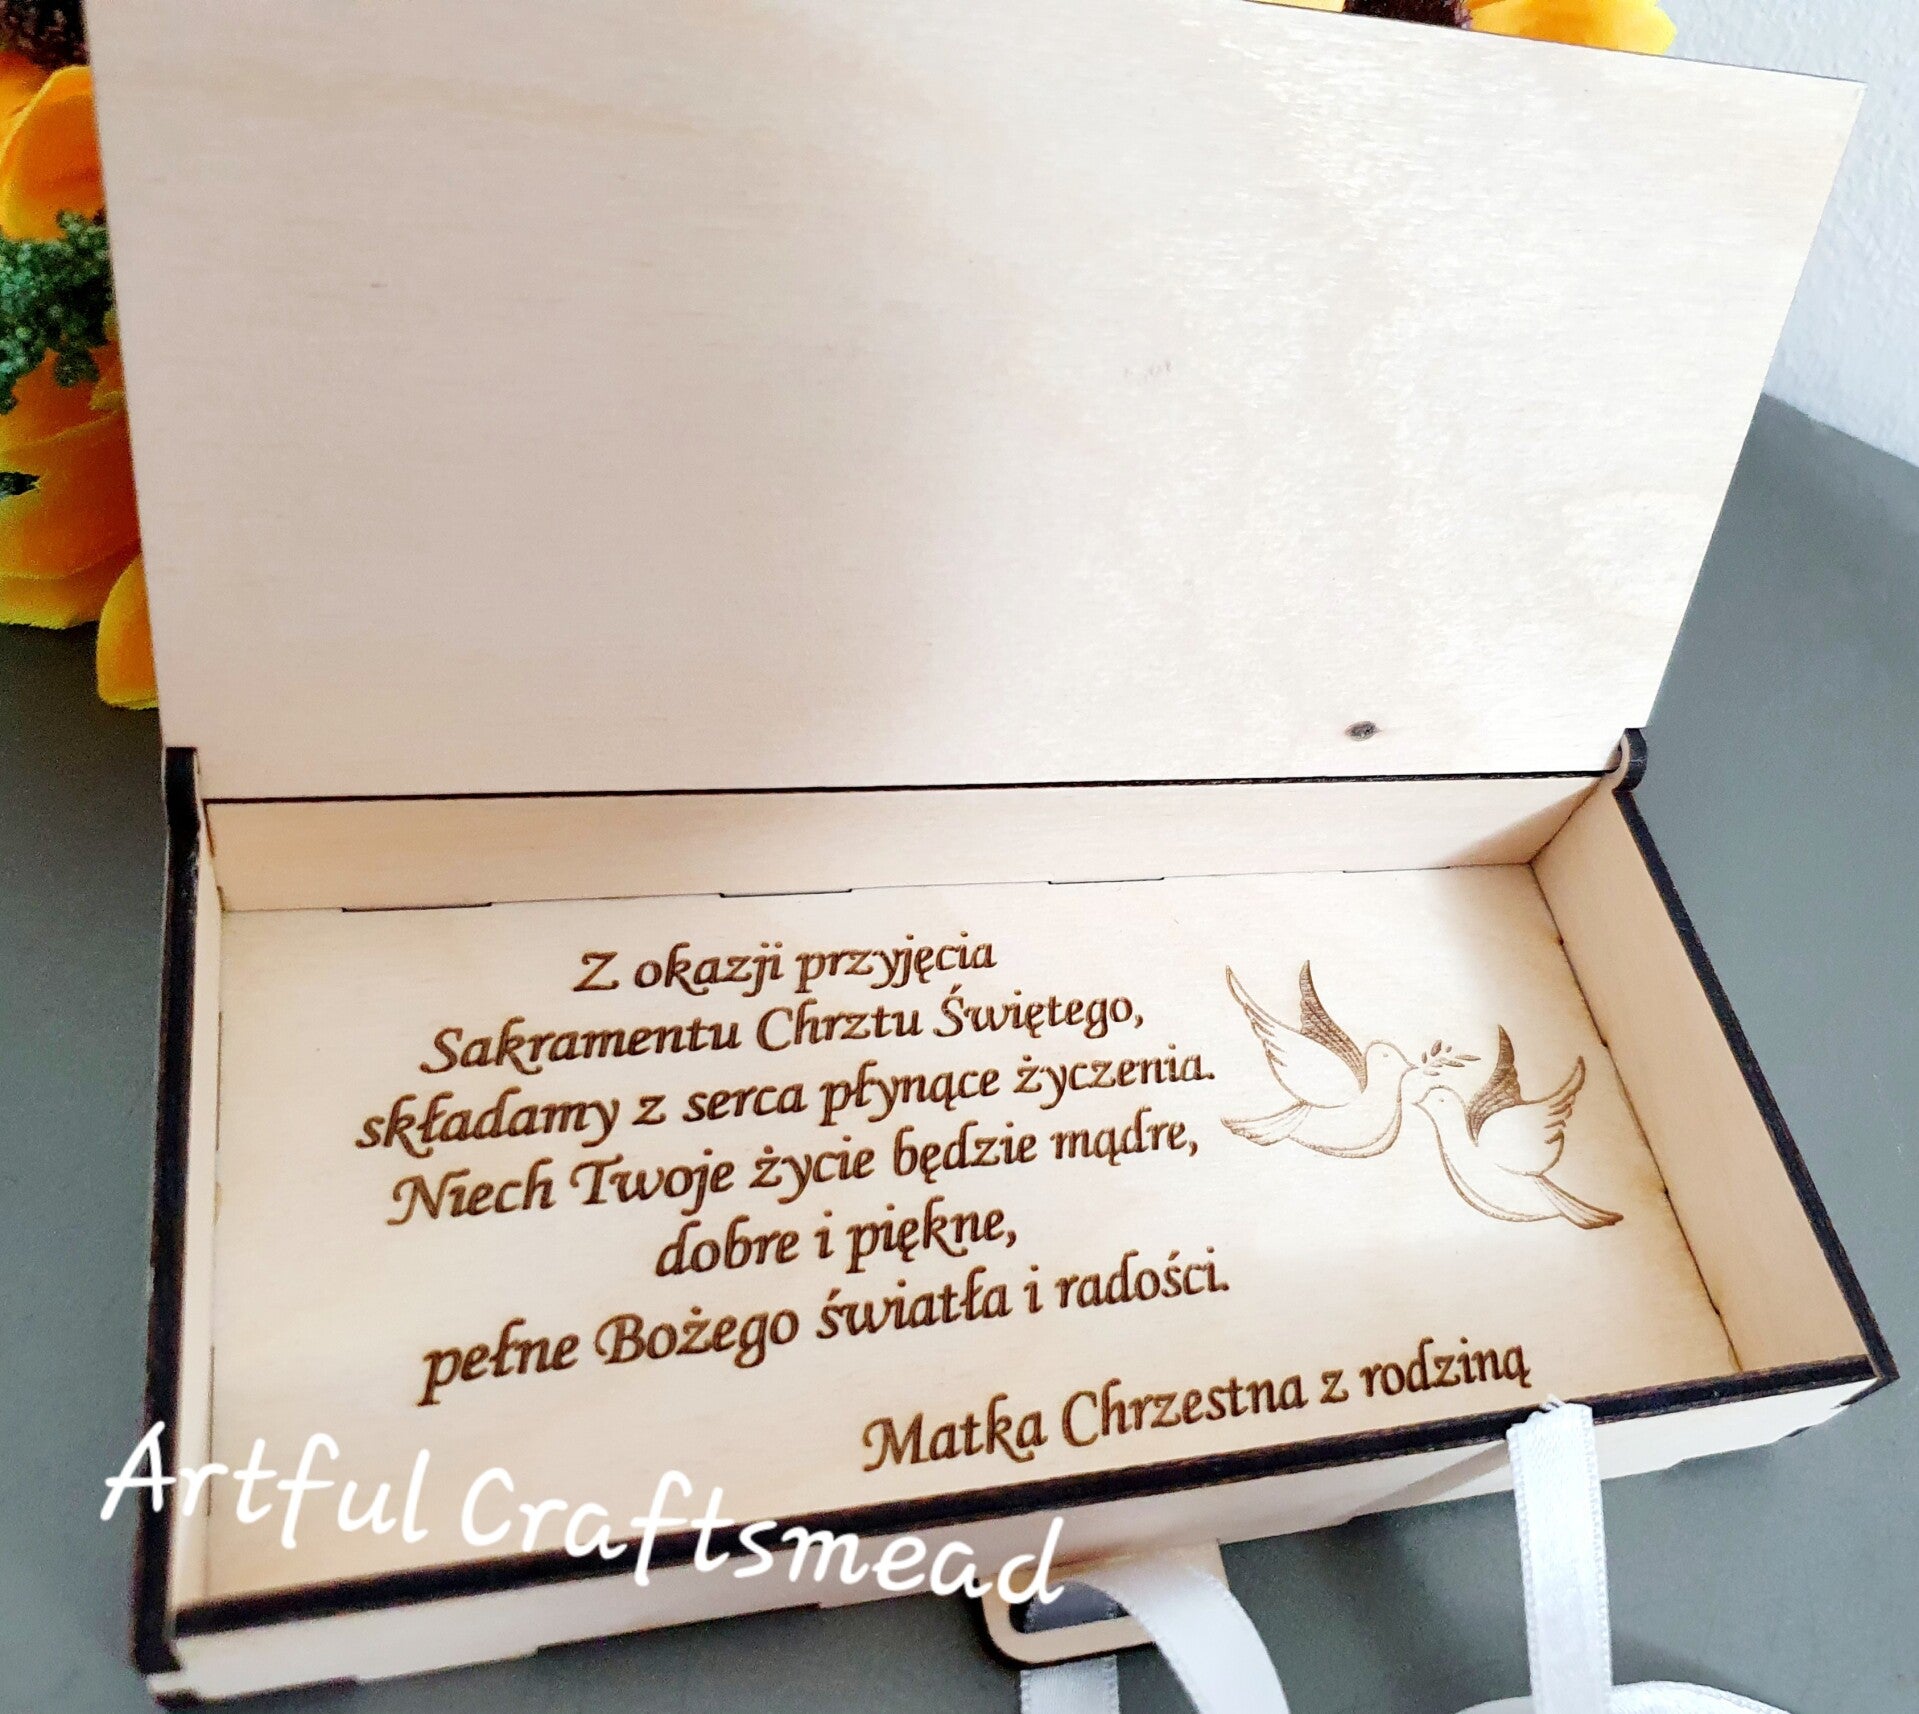 Z okazji przyjęcia
Sakramentu Chrztu Świętego,
składamy z serca płynące życzenia.
Niech Twoje życie będzie mądre,
dobre i piękne,
pełne Bożego światła i radości.
Matka Chrzestna z rodziną
Artful Craftsmead